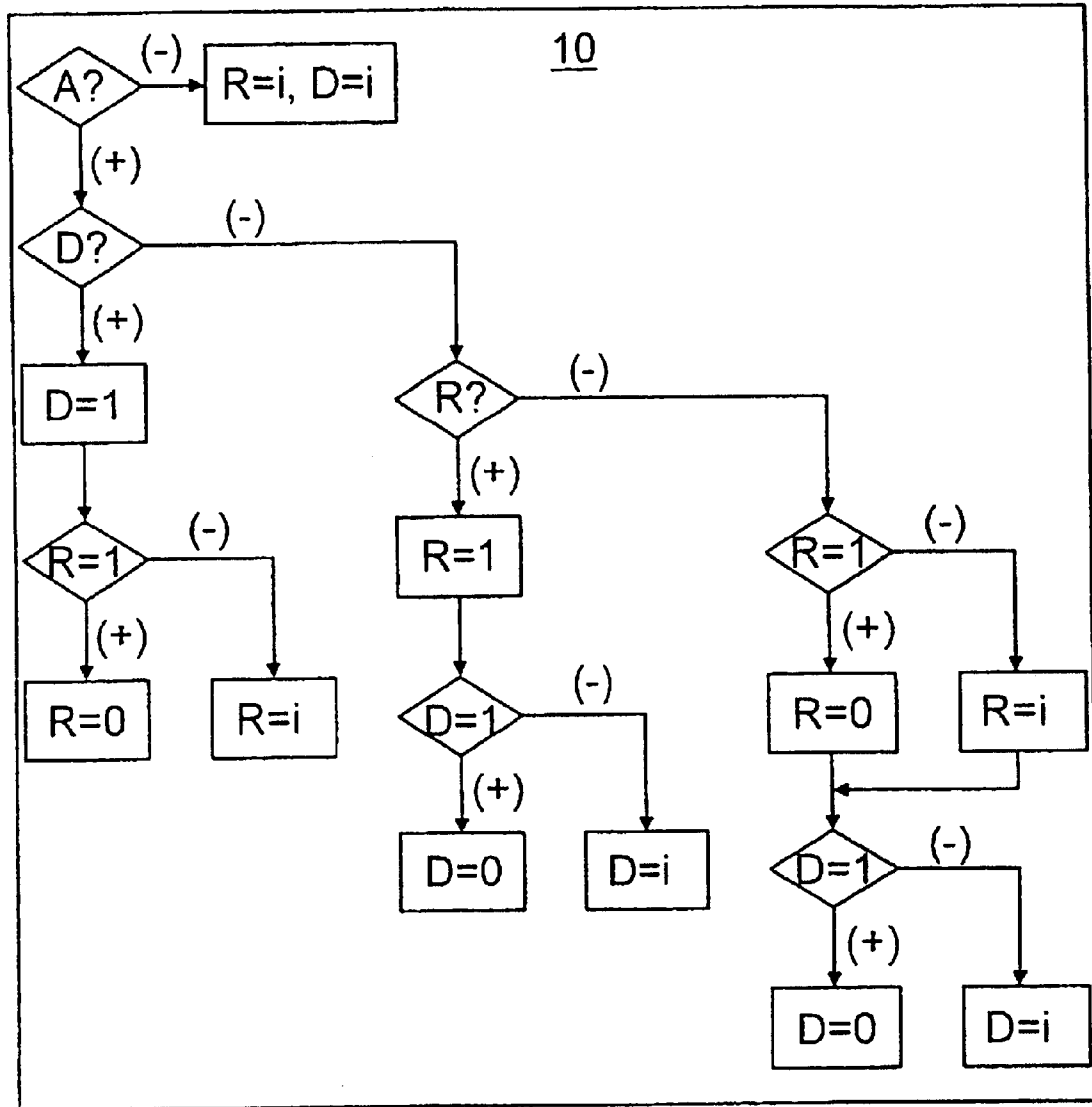 10
(-)
A?
R=i, D=i
(+)
(-)
D?
(+)
D=1
(-)
R?
(+)
(-)
R=1
(+)
R=0
R=i
R=1
(-)
D=1
(+)
D=0
D=i
(-)
R=1
(+)
R=0
R=i
(-)
D=1
(+)
D=0
D=i